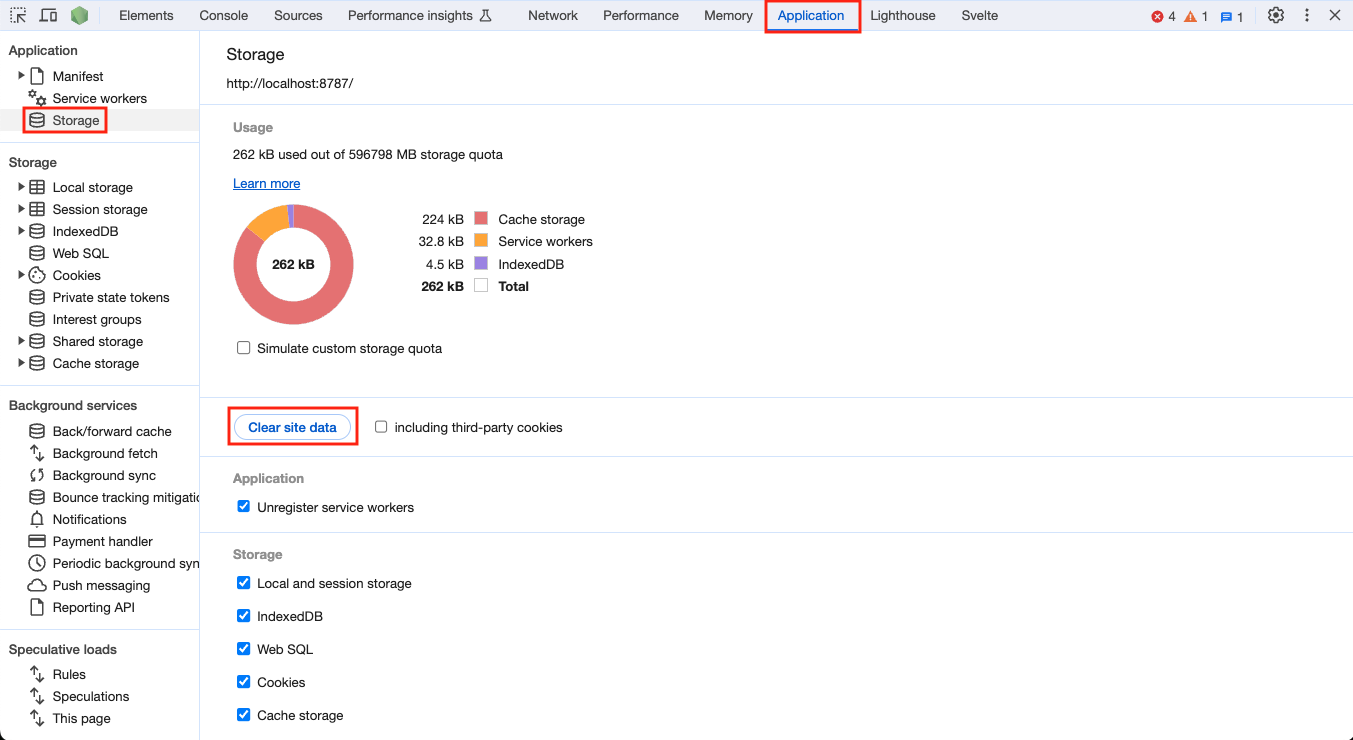 Elements Console Sources Performance insights Network Performance Memory Application Lighthouse Svelte 4 1 1
Application
Manifest
Service workers
Storage
Storage
Local storage
Session storage
IndexedDB
Web SQL
Cookies
Private state tokens
Interest groups
Shared storage
Cache storage
Background services
Back/forward cache
Background fetch
Background sync
Bounce tracking mitigatic
Notifications
Payment handler
Periodic background syn
Push messaging
Reporting API
Speculative loads
Rules
Speculations
This page
Storage
http://localhost:8787/
Usage
262 kB used out of 596798 MB storage quota
Learn more
262 kB
224 kB Cache storage
32.8 kB Service workers
4.5 kB IndexedDB
262 kB Total
Simulate custom storage quota
Clear site data including third-party cookies
Application
Unregister service workers
Storage
Local and session storage
IndexedDB
Web SQL
Cookies
Cache storage